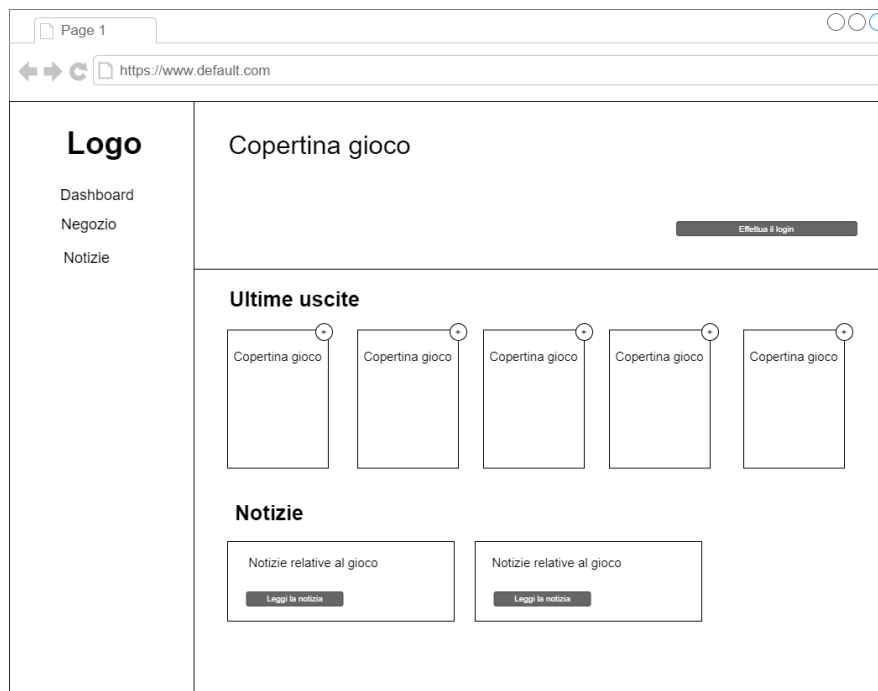 Page 1
https://www.default.com
Logo
Dashboard
Negozio
Notizie
Copertina gioco
Effettua il login
Ultime uscite
+ + + + +
Copertina gioco Copertina gioco Copertina gioco Copertina gioco Copertina gioco
Notizie
Notizie relative al gioco Notizie relative al gioco
Leggi la notizia Leggi la notizia